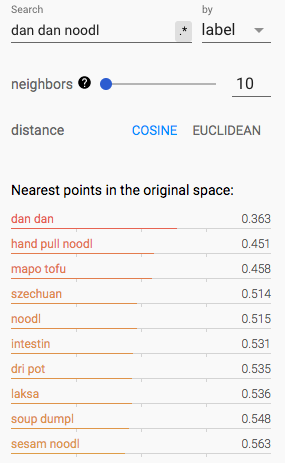 Search by
dan dan noodl .* label
neighbors ? 10
distance COSINE EUCLIDEAN
Nearest points in the original space:
dan dan 0.363
hand pull noodl 0.451
mapo tofu 0.458
szechuan 0.514
noodl 0.515
intestin 0.531
dri pot 0.535
laksa 0.536
soup dumpl 0.548
sesam noodl 0.563